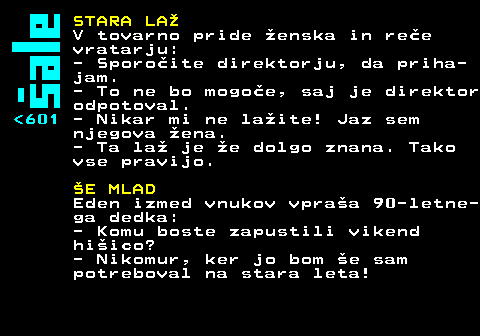 šale
<601
STARA LAŽ
V tovarno pride ženska in reče
vratarju:
- Sporočite direktorju, da priha-
jam.
- To ne bo mogoče, saj je direktor
odpotoval.
- Nikar mi ne lažite! Jaz sem
njegova žena.
- Ta laž je že dolgo znana. Tako
vse pravijo.
ŠE MLAD
Eden izmed vnukov vpraša 90-letne-
ga dedka:
- Komu boste zapustili vikend
hišico?
- Nikomur, ker jo bom še sam
potreboval na stara leta!